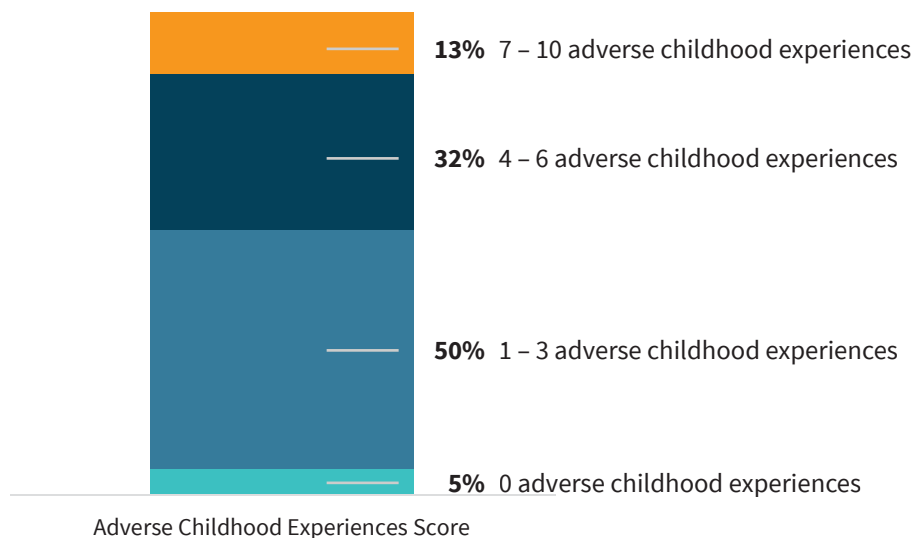 13% 7 – 10 adverse childhood experiences
32% 4 – 6 adverse childhood experiences
50% 1 – 3 adverse childhood experiences
5% 0 adverse childhood experiences
Adverse Childhood Experiences Score